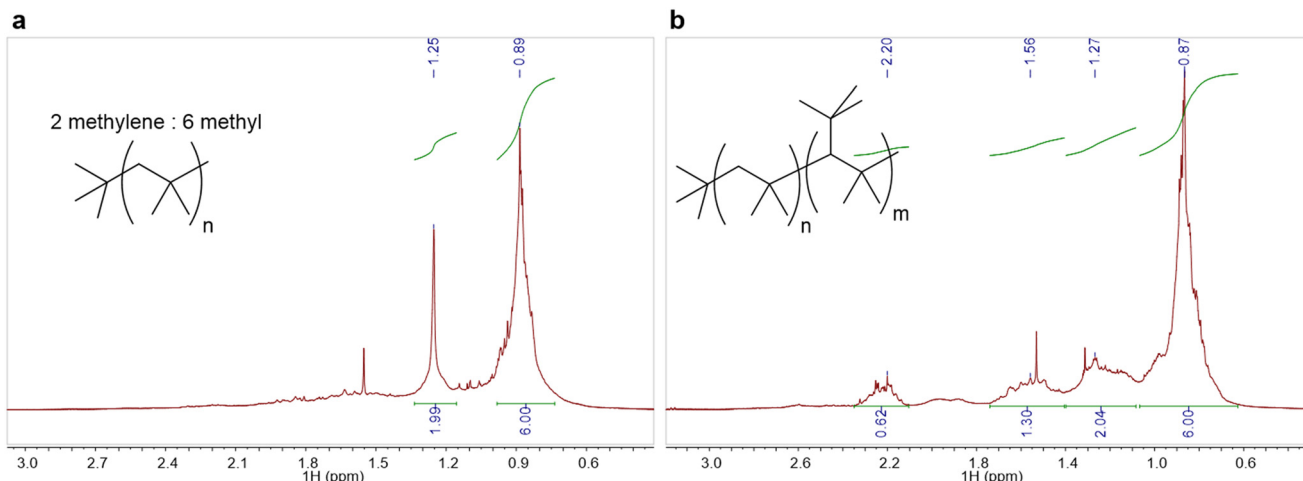 a
– 1.25
– 0.89
2 methylene : 6 methyl
n
1.99
6.00
3.0 2.7 2.4 2.1 1.8 1.5 1.2 0.9 0.6
1H (ppm)
b
– 2.20
– 1.56
– 1.27
–0.87
n
m
0.62
1.30
2.04
6.00
3.0 2.6 2.2 1.8 1.4 1.0 0.6
1H (ppm)